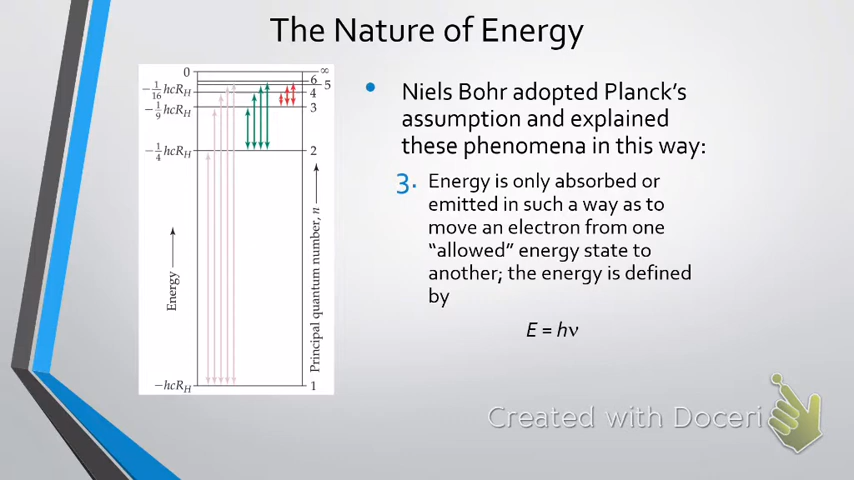 The Nature of Energy
0
∞
6
5
−1/16 hcR_H
4
−1/9 hcR_H
3
−1/4 hcR_H
2
Energy
Principal quantum number, n
−hcR_H
1
• Niels Bohr adopted Planck’s
assumption and explained
these phenomena in this way:
3. Energy is only absorbed or
emitted in such a way as to
move an electron from one
“allowed” energy state to
another; the energy is defined
by
E = hν
Created with Doceri